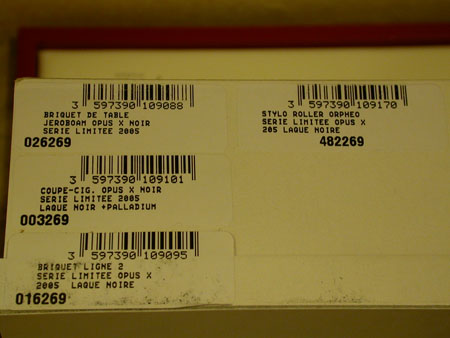 3 597390 109088
BRIQUET DE TABLE
JEROBOAM OPUS X NOIR
SERIE LIMITEE 2005
026269
3 597390 109101
COUPE-CIG. OPUS X NOIR
SERIE LIMITEE 2005
LAQUE NOIR +PALLADIUM
003269
3 597390 109095
BRIQUET LIGNE 2
SERIE LIMITEE OPUS X
2005 LAQUE NOIRE
016269
3 597390 109170
STYLO ROLLER ORPHEO
SERIE LIMITEE OPUS X
205 LAQUE NOIRE
482269